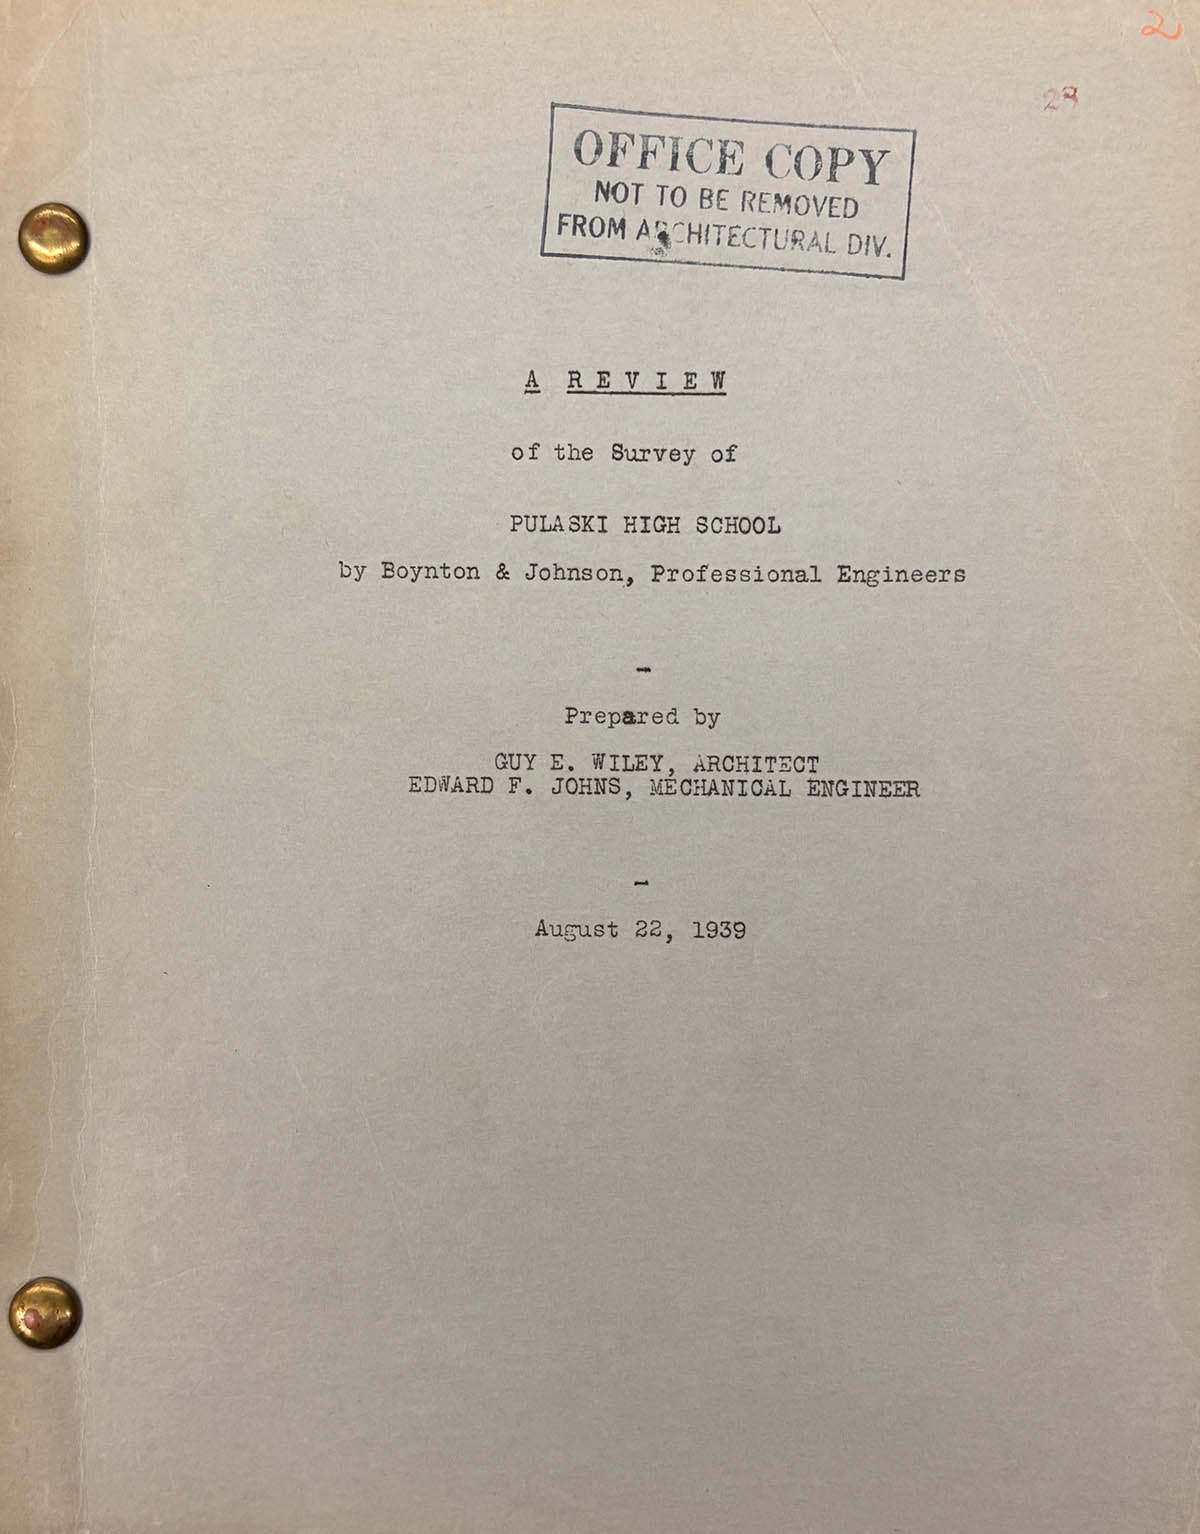 2
23
OFFICE COPY
NOT TO BE REMOVED
FROM ARCHITECTURAL DIV.
A REVIEW
of the Survey of
PULASKI HIGH SCHOOL
by Boynton & Johnson, Professional Engineers
-
Prepared by
GUY E. WILEY, ARCHITECT
EDWARD F. JOHNS, MECHANICAL ENGINEER
-
August 22, 1939